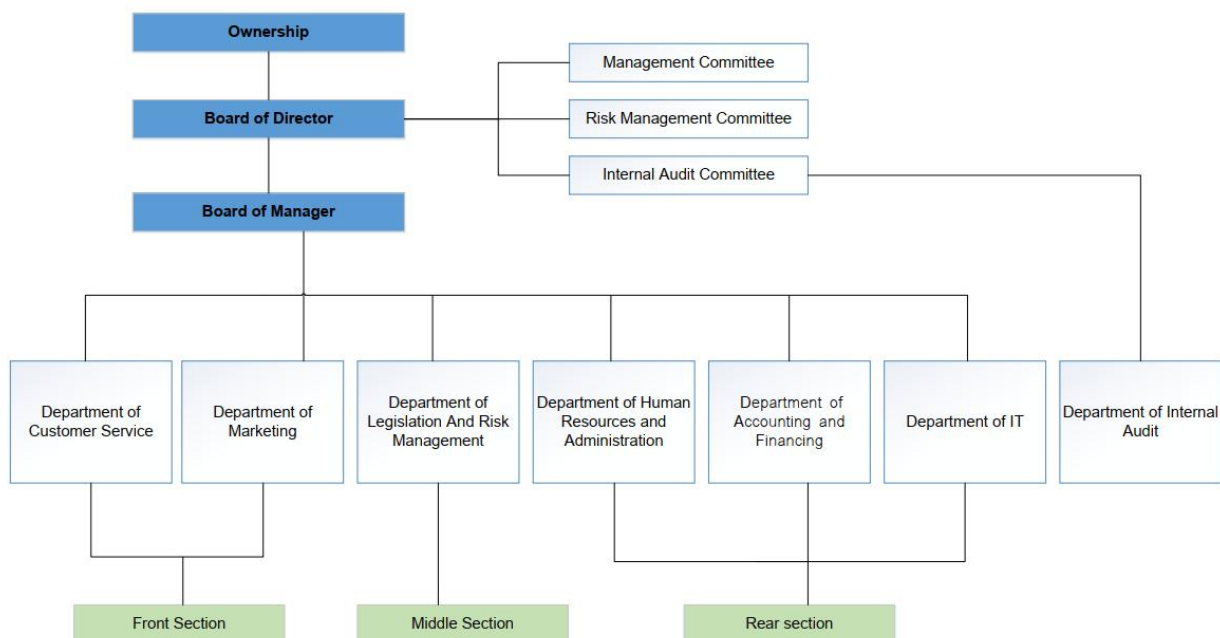 Ownership
Management Committee
Board of Director
Risk Management Committee
Internal Audit Committee
Board of Manager
Department of
Customer Service
Department of
Marketing
Department of
Legislation And Risk
Management
Department of Human
Resources and
Administration
Department of
Accounting and
Financing
Department of IT
Department of Internal
Audit
Front Section
Middle Section
Rear section